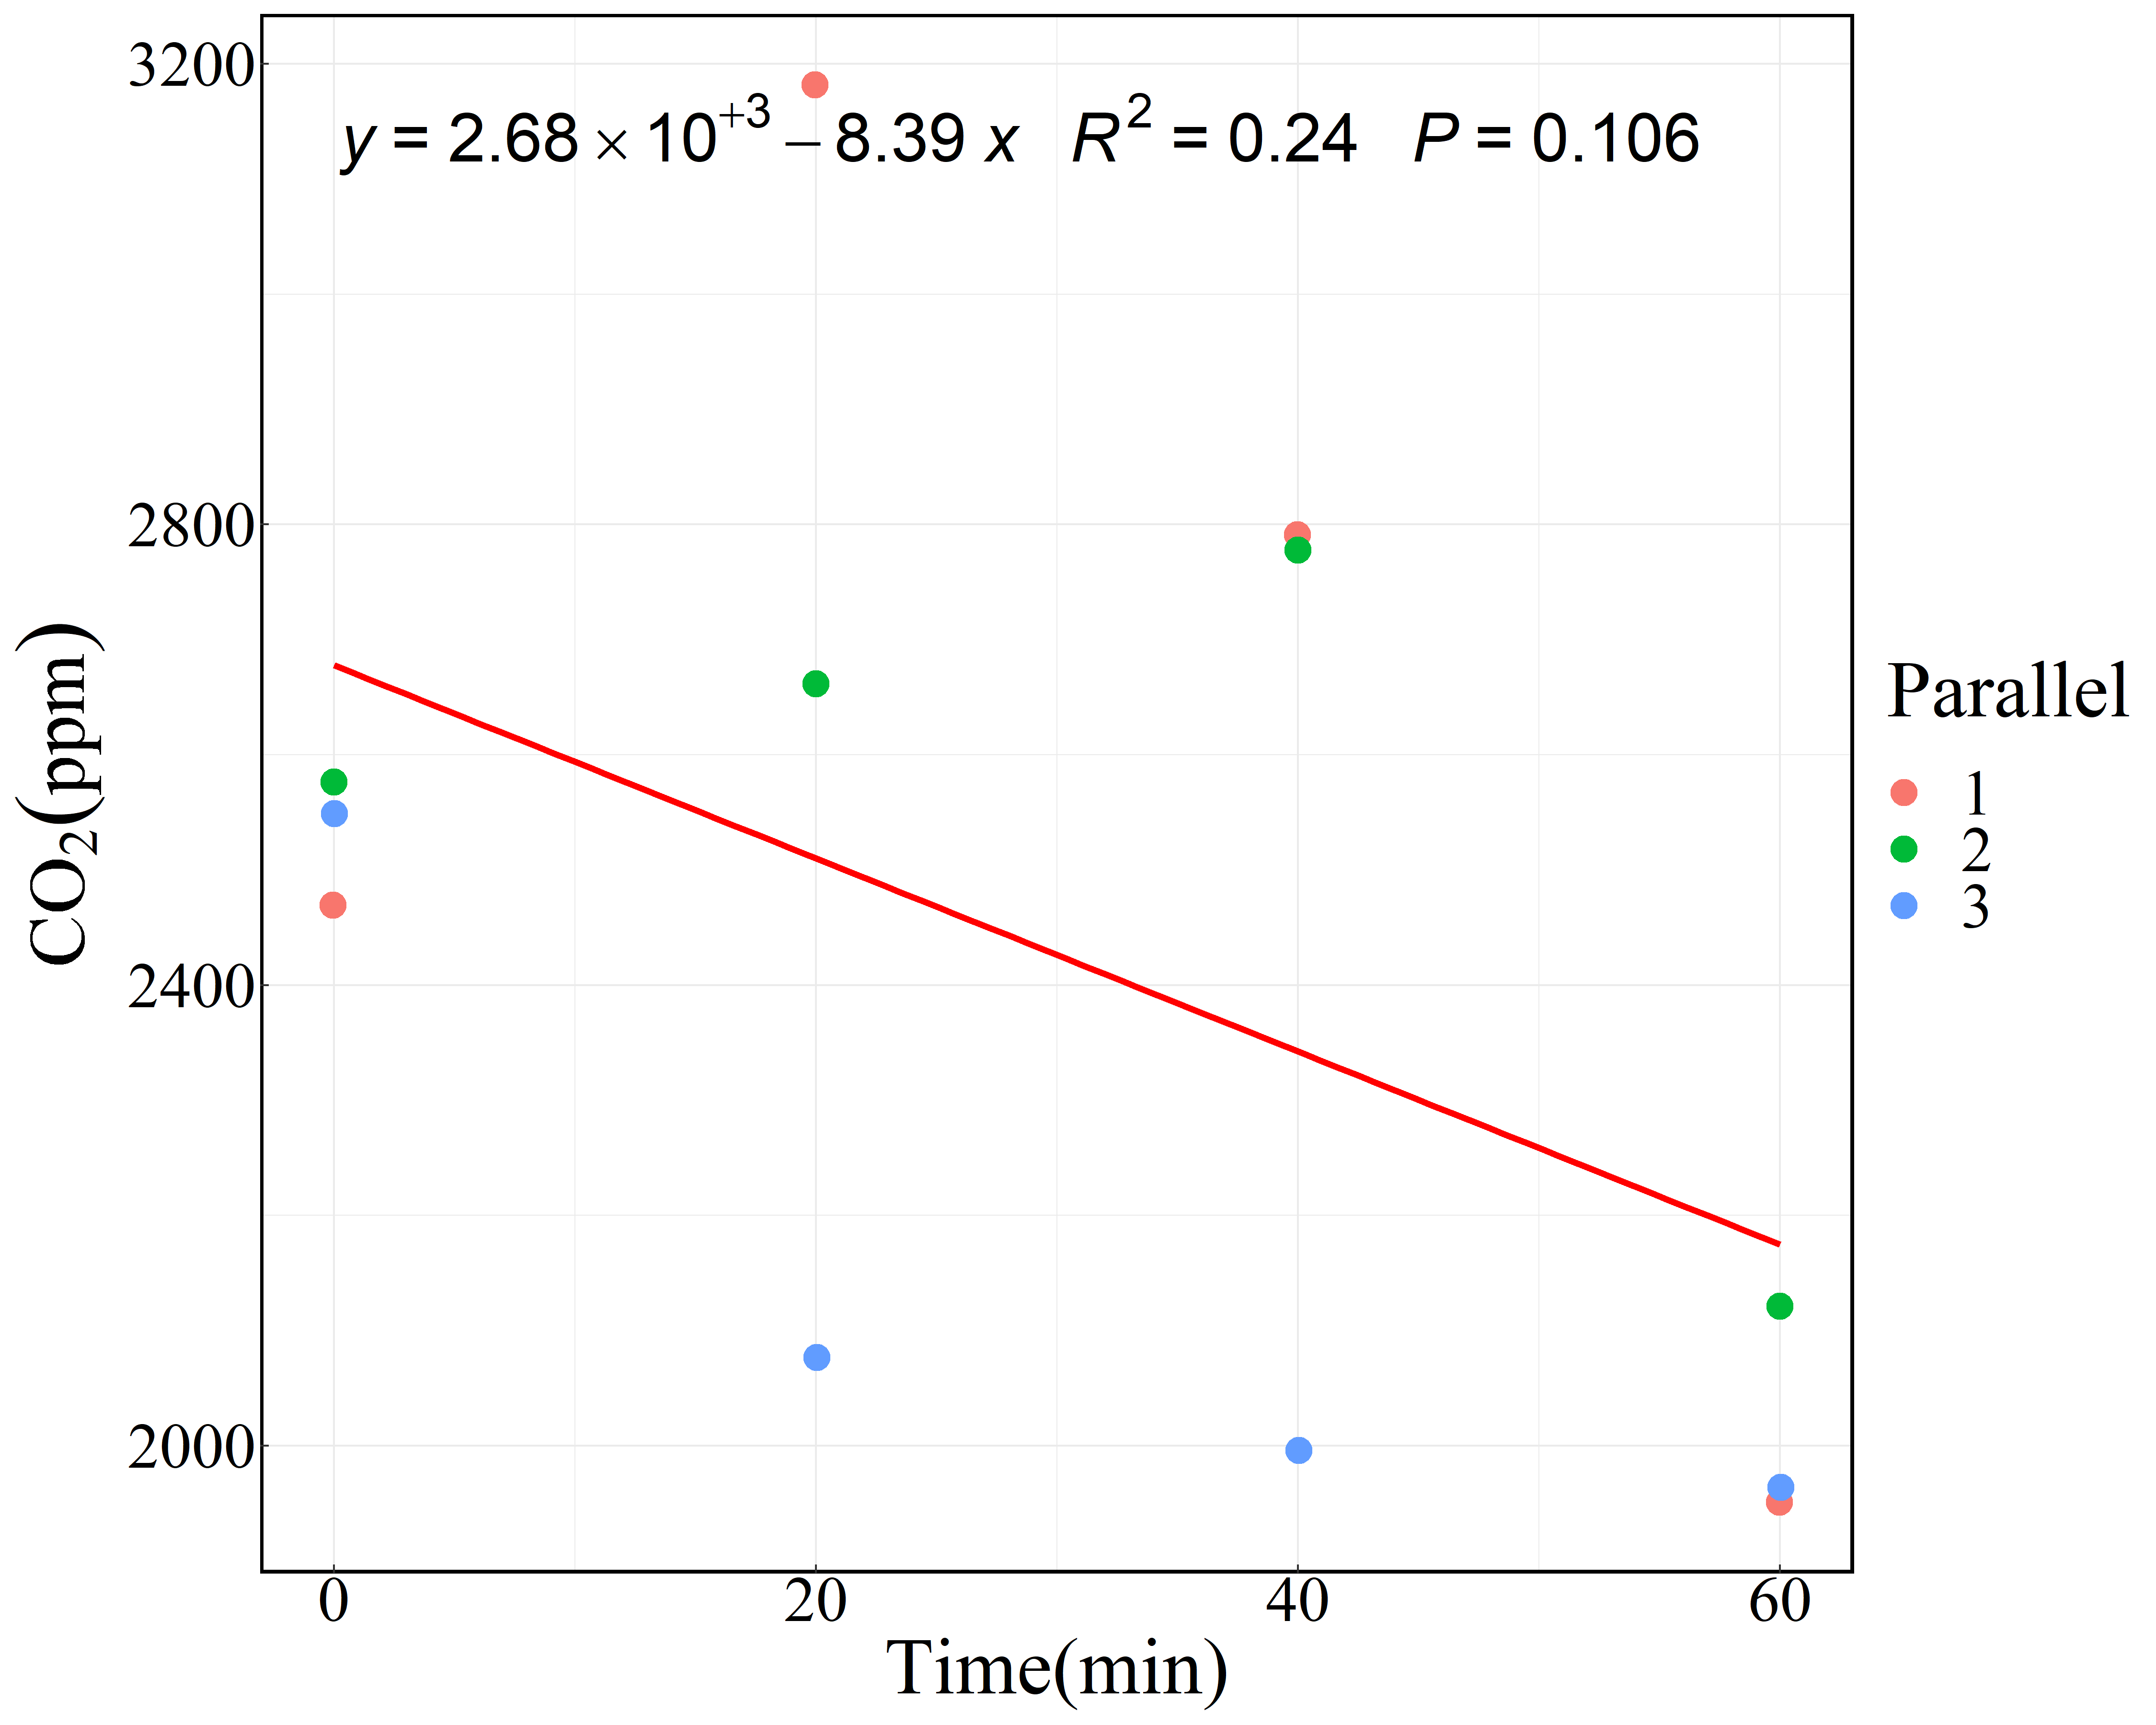 3200
y = 2.68 × 10⁺³ – 8.39 x R² = 0.24 P = 0.106
2800
2400
2000
CO₂(ppm)
0 20 40 60
Time(min)
Parallel
1
2
3